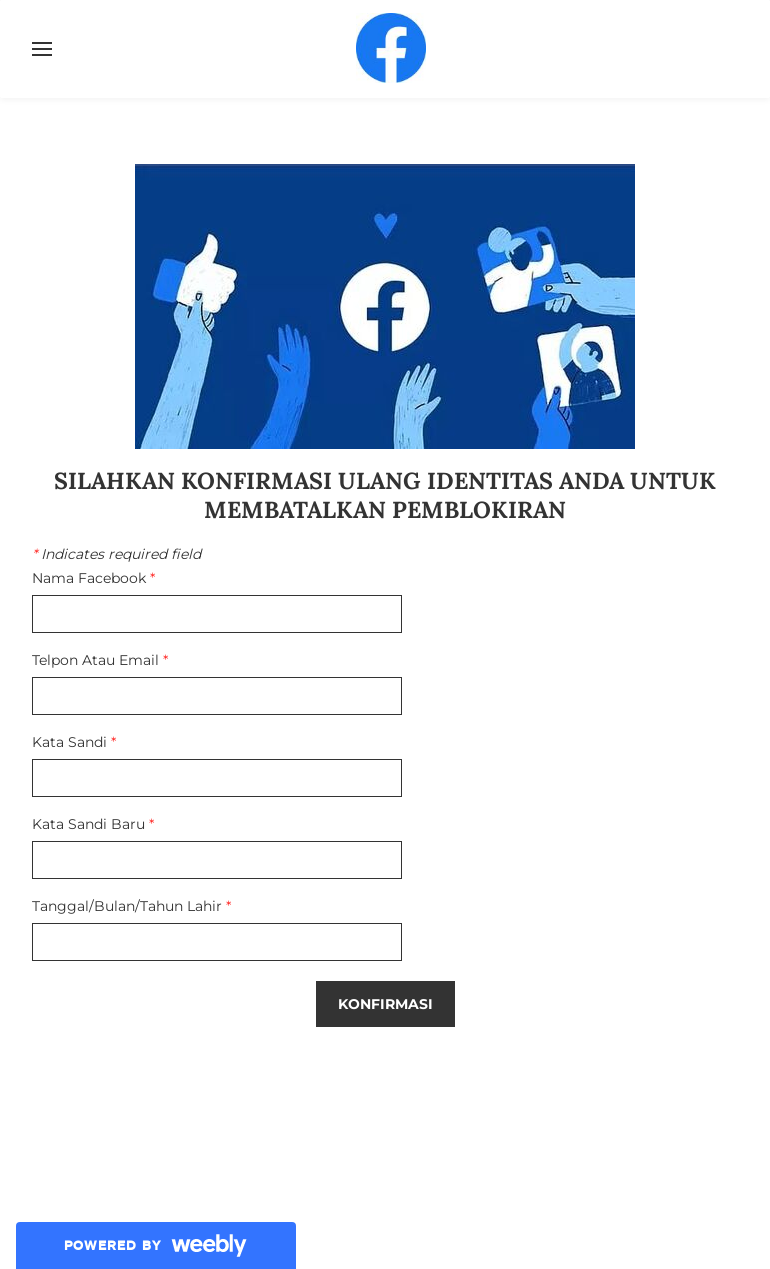 SILAHKAN KONFIRMASI ULANG IDENTITAS ANDA UNTUK
MEMBATALKAN PEMBLOKIRAN
* Indicates required field
Nama Facebook *
Telpon Atau Email *
Kata Sandi *
Kata Sandi Baru *
Tanggal/Bulan/Tahun Lahir *
KONFIRMASI
POWERED BY weebly